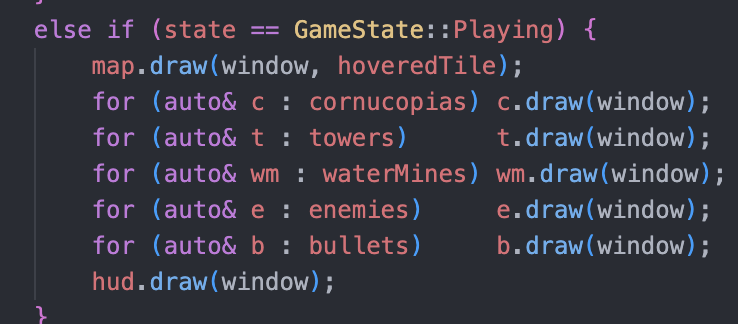 }
else if (state == GameState::Playing) {
    map.draw(window, hoveredTile);
    for (auto& c : cornucopias) c.draw(window);
    for (auto& t : towers)      t.draw(window);
    for (auto& wm : waterMines) wm.draw(window);
    for (auto& e : enemies)     e.draw(window);
    for (auto& b : bullets)     b.draw(window);
    hud.draw(window);
}